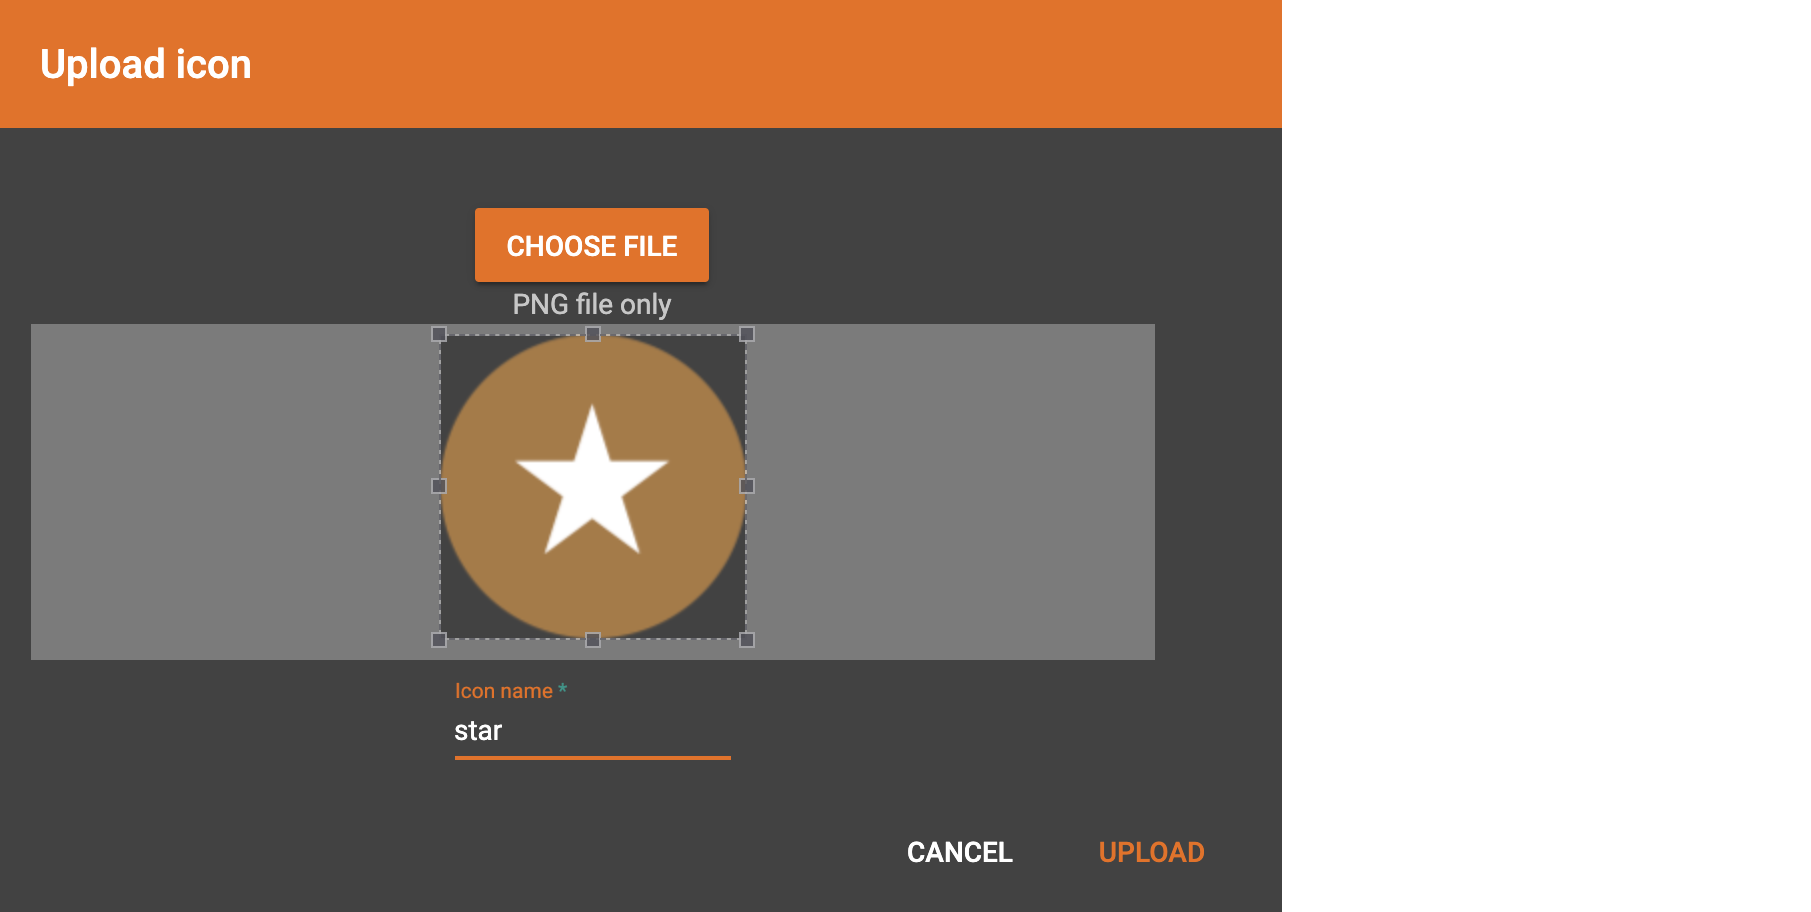 Upload icon
CHOOSE FILE
PNG file only
Icon name *
star
CANCEL UPLOAD